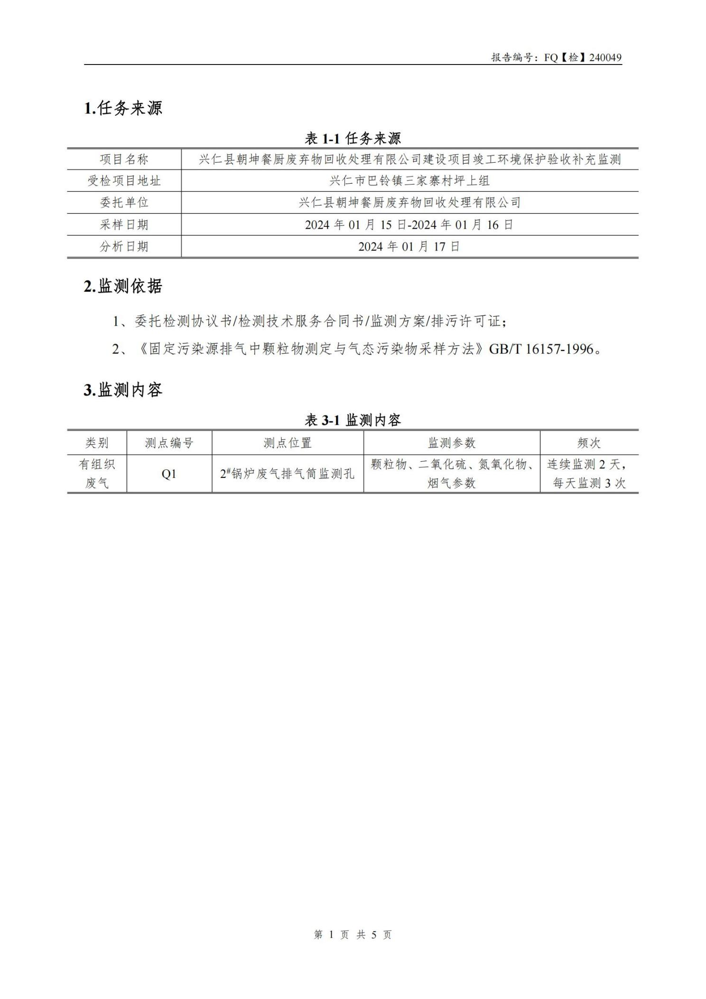 报告编号：FQ【检】240049
1.任务来源
表 1-1 任务来源
项目名称 兴仁县朝坤餐厨废弃物回收处理有限公司建设项目竣工环境保护验收补充监测
受检项目地址 兴仁市巴铃镇三家寨村坪上组
委托单位 兴仁县朝坤餐厨废弃物回收处理有限公司
采样日期 2024 年 01 月 15 日-2024 年 01 月 16 日
分析日期 2024 年 01 月 17 日
2.监测依据
1、委托检测协议书/检测技术服务合同书/监测方案/排污许可证；
2、《固定污染源排气中颗粒物测定与气态污染物采样方法》GB/T 16157-1996。
3.监测内容
表 3-1 监测内容
类别 测点编号 测点位置 监测参数 频次
有组织废气 Q1 2#锅炉废气排气筒监测孔 颗粒物、二氧化硫、氮氧化物、烟气参数 连续监测 2 天，每天监测 3 次
第 1 页 共 5 页